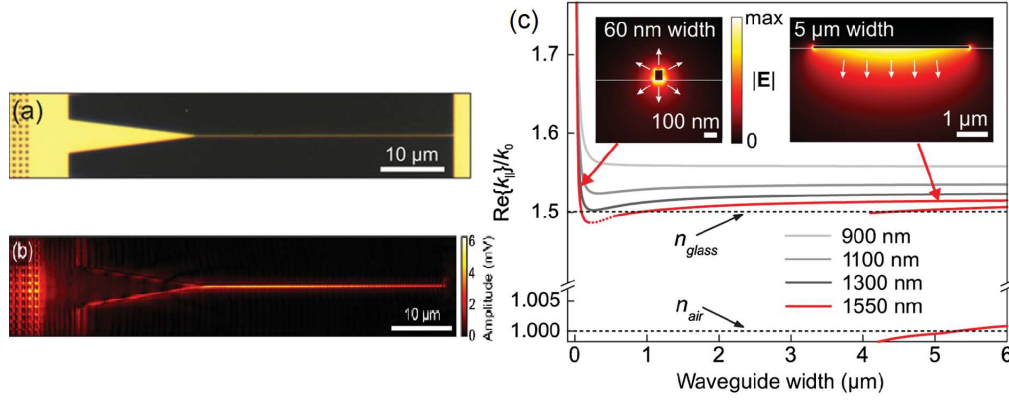 (a)
10 µm
(b)
10 µm
6
4
2
0
Amplitude (mV)
(c)
1.7
1.6
1.5
1.005
1.000
Re{k||}/k0
60 nm width
100 nm
max
|E|
0
5 µm width
1 µm
nglass
nair
900 nm
1100 nm
1300 nm
1550 nm
0 1 2 3 4 5 6
Waveguide width (µm)